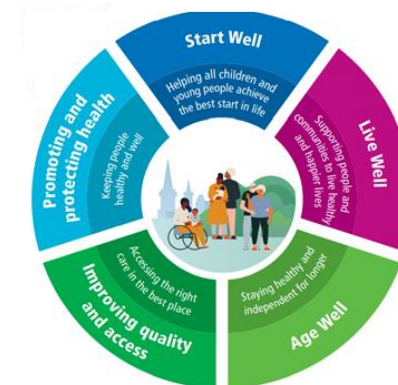 Start Well
Helping all children and
young people achieve
the best start in life
Live Well
Supporting people and
communities to live healthy
and happier lives
Age Well
Staying healthy and
independent for longer
Improving quality
and access
Accessing the right
care in the best place
Promoting and
protecting health
Keeping people
healthy and well